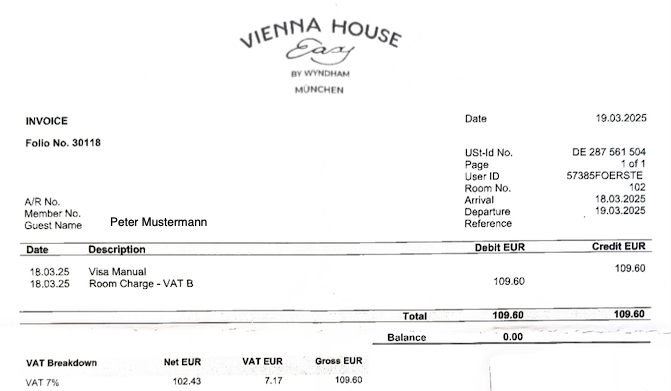 VIENNA HOUSE
Easy
BY WYNDHAM
MÜNCHEN
INVOICE
Date 19.03.2025
Folio No. 30118
USt-Id No. DE 287 561 504
Page 1 of 1
User ID 57385FOERSTE
Room No. 102
A/R No. Arrival 18.03.2025
Member No. Departure 19.03.2025
Guest Name Peter Mustermann Reference
Date Description Debit EUR Credit EUR
18.03.25 Visa Manual 109.60
18.03.25 Room Charge - VAT B 109.60
Total 109.60 109.60
Balance 0.00
VAT Breakdown Net EUR VAT EUR Gross EUR
VAT 7% 102.43 7.17 109.60